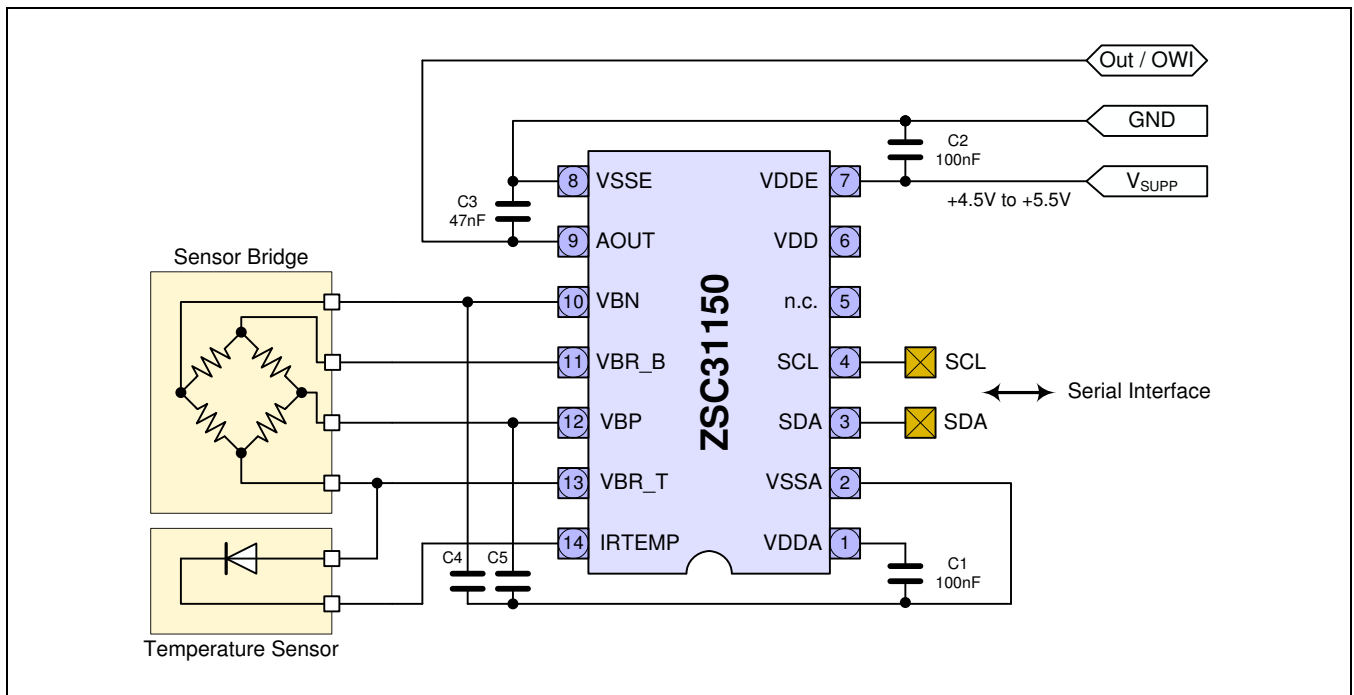 Out / OWI
GND
C2
100nF
V_SUPP
+4.5V to +5.5V
C3
47nF
8 VSSE
VDDE 7
9 AOUT
VDD 6
Sensor Bridge
10 VBN
n.c. 5
11 VBR_B
SCL 4
SCL
ZSC31150
Serial Interface
12 VBP
SDA 3
SDA
13 VBR_T
VSSA 2
14 IRTEMP
VDDA 1
C4
C5
C1
100nF
Temperature Sensor